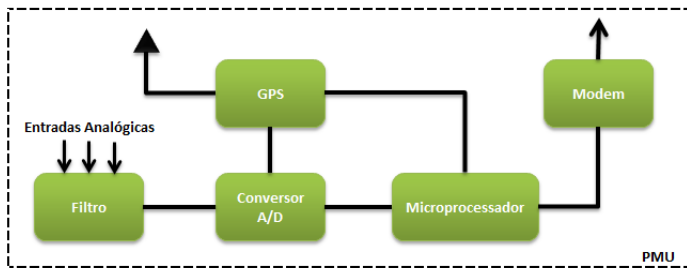 GPS
Modem
Entradas Analógicas
Filtro
Conversor
A/D
Microprocessador
PMU